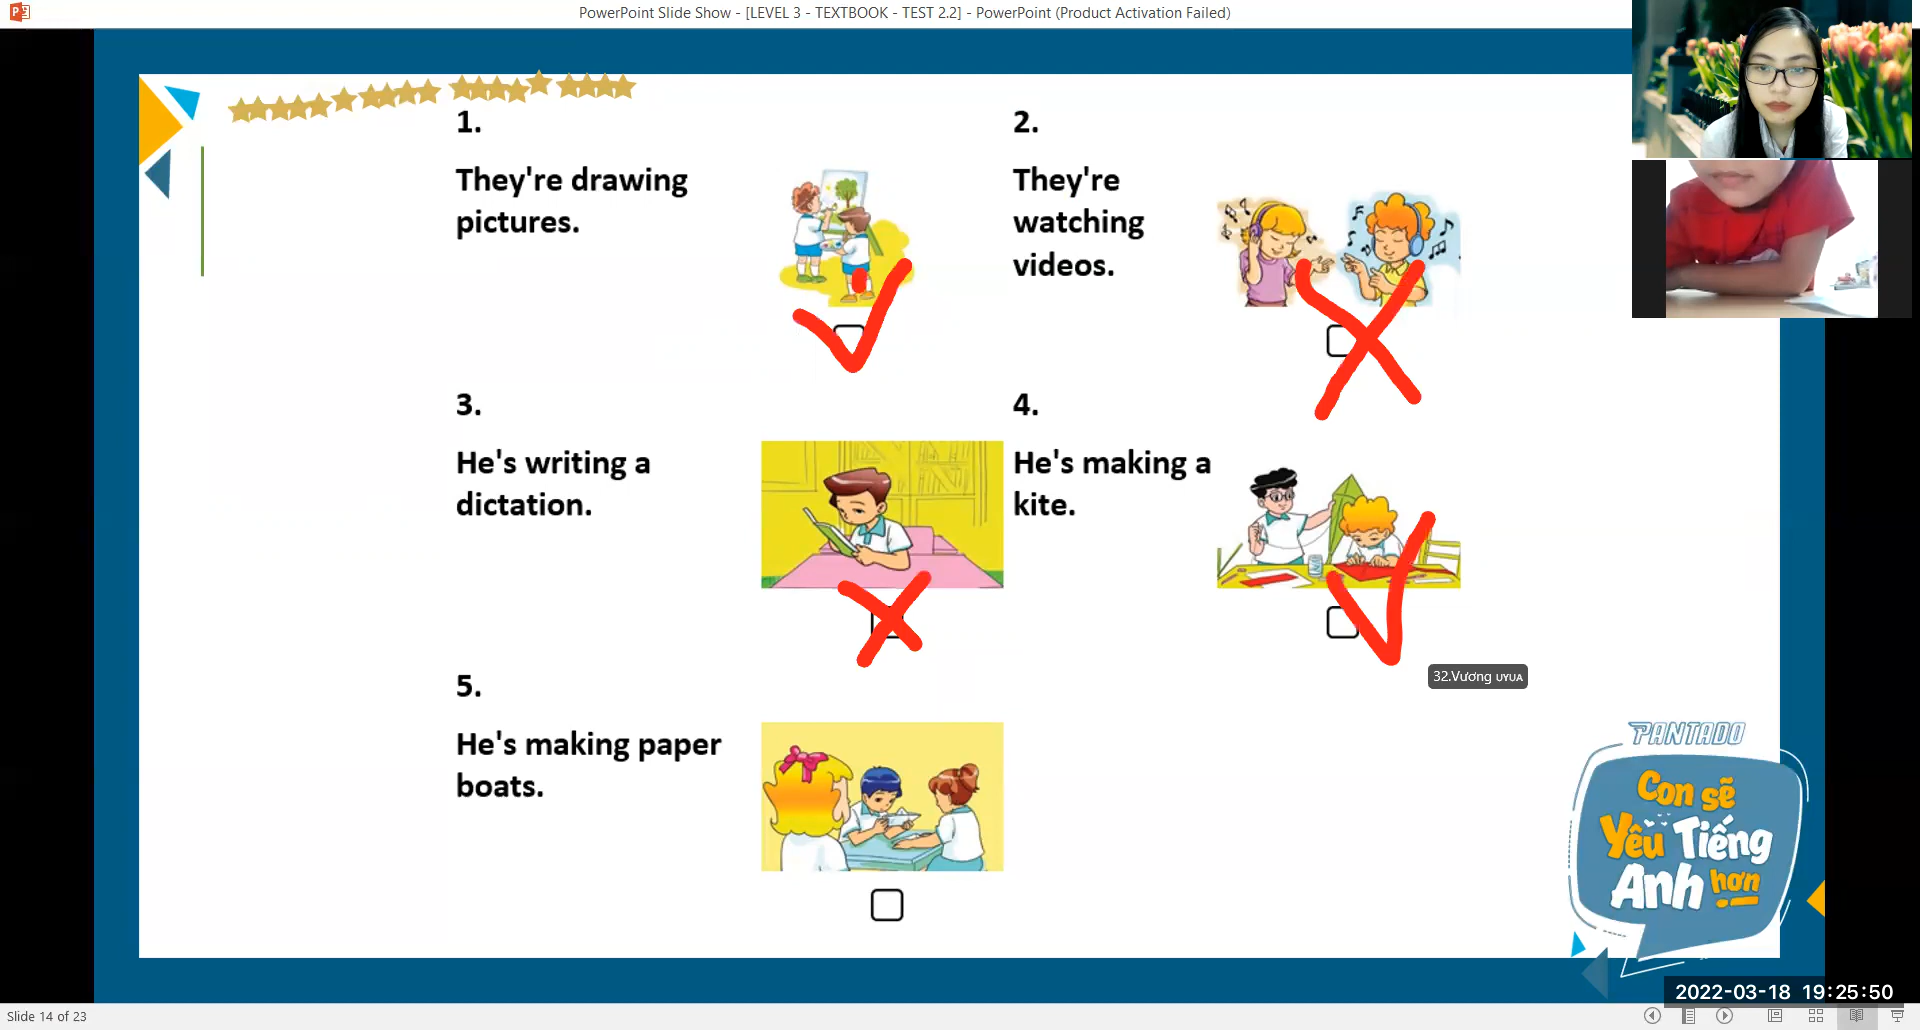 PowerPoint Slide Show - [LEVEL 3 - TEXTBOOK - TEST 2.2] - PowerPoint (Product Activation Failed)
1.
They're drawing
pictures.
2.
They're
watching
videos.
3.
He's writing a
dictation.
4.
He's making a
kite.
32.Vương UYUA
5.
He's making paper
boats.
PANTADO
Con sẽ
Yêu Tiếng
Anh hơn
2022-03-18 19:25:50
Slide 14 of 23